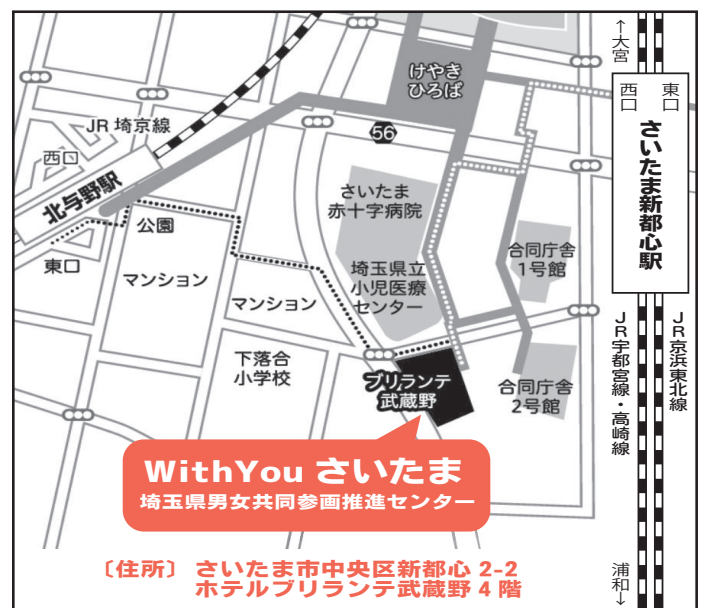 ↑大宮
けやき
ひろば
西口
東口
さいたま新都心駅
JR 埼京線
56
西口
北与野駅
さいたま
赤十字病院
公園
合同庁舎
1号館
東口
マンション
埼玉県立
小児医療
センター
マンション
JR宇都宮線・高崎線
JR京浜東北線
下落合
小学校
ブリランテ
武蔵野
合同庁舎
2号館
WithYou さいたま
埼玉県男女共同参画推進センター
〔住所〕 さいたま市中央区新都心 2-2
ホテルブリランテ武蔵野 4 階
浦和↓